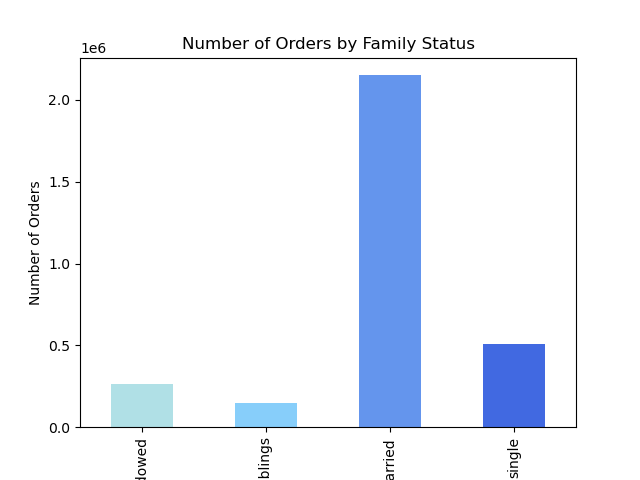 Number of Orders by Family Status
1e6
Number of Orders
2.0
1.5
1.0
0.5
0.0
dowed
blings
arried
single